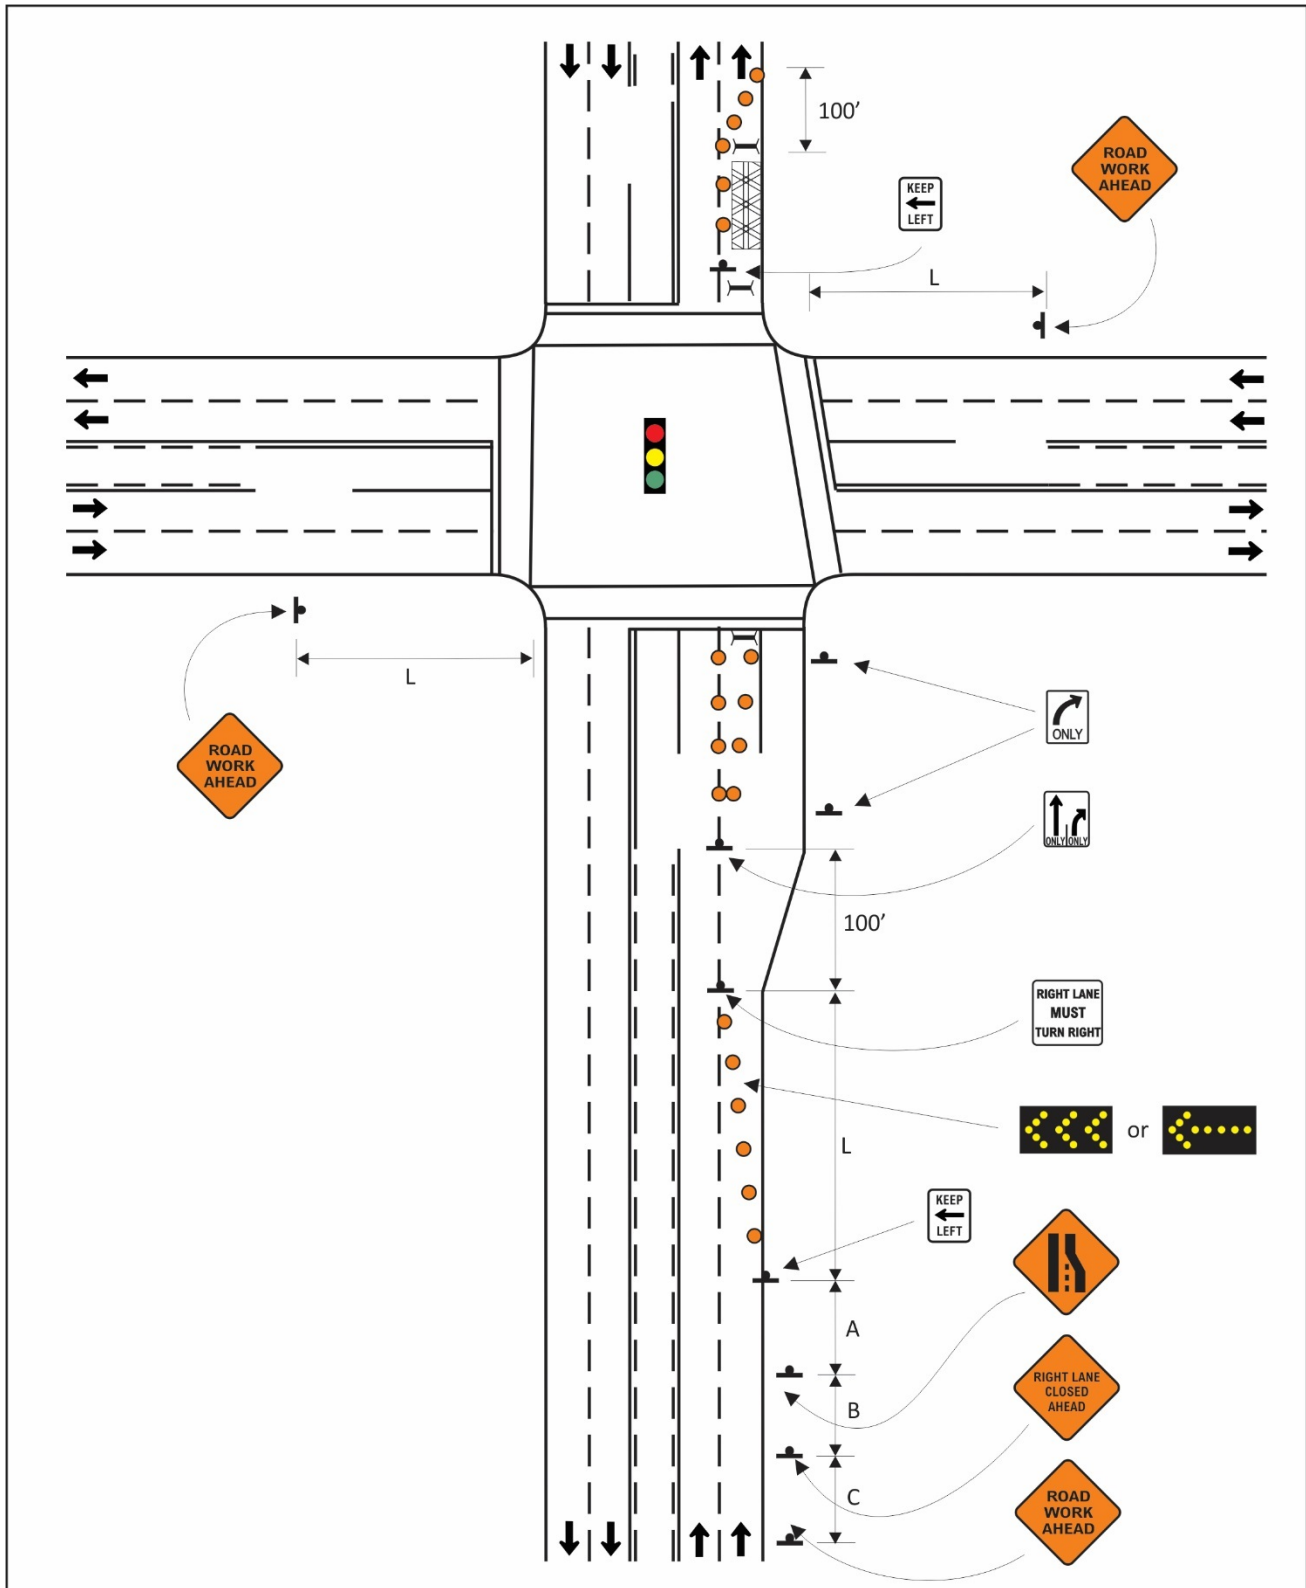 100’
ROAD
WORK
AHEAD
KEEP
LEFT
L
L
ROAD
WORK
AHEAD
ONLY
ONLY ONLY
100’
RIGHT LANE
MUST
TURN RIGHT
or
L
KEEP
LEFT
A
RIGHT LANE
CLOSED
AHEAD
B
C
ROAD
WORK
AHEAD